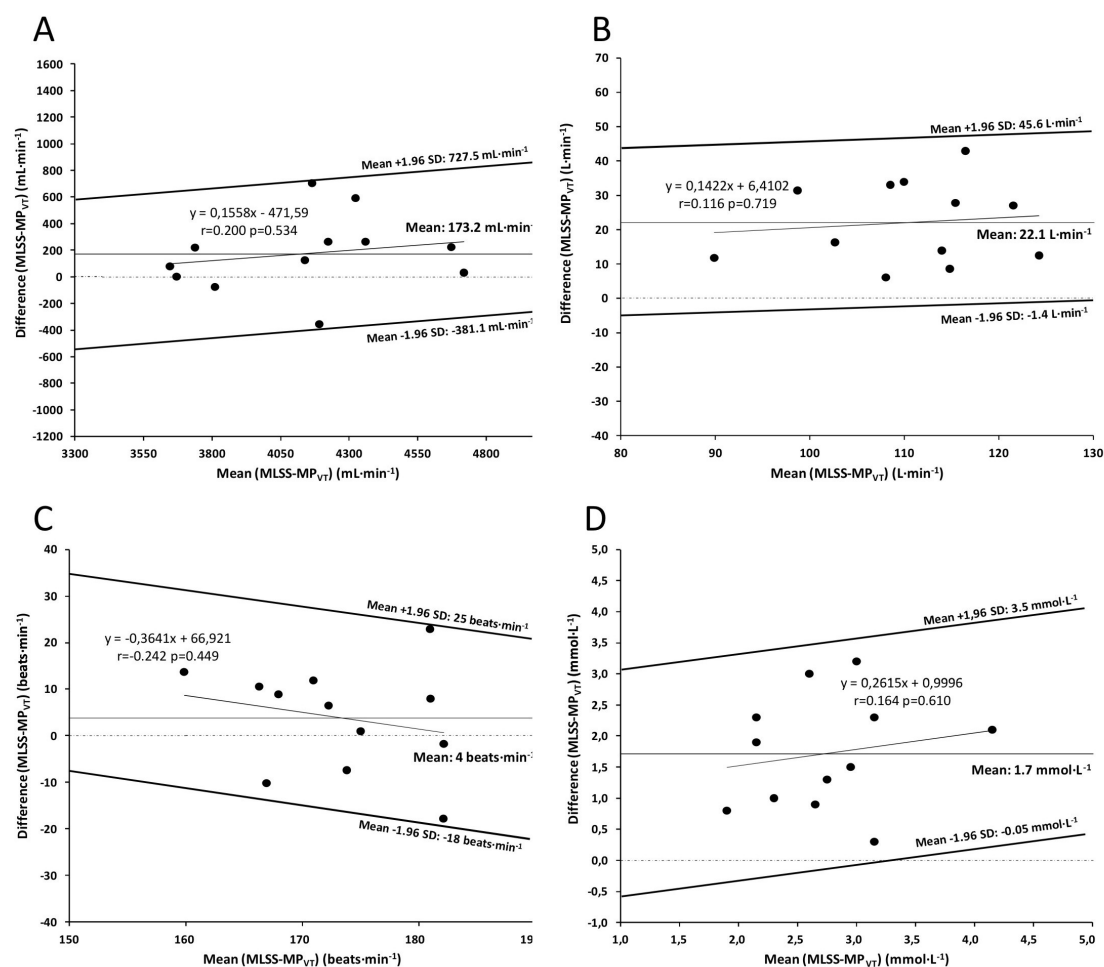 A
Difference (MLSS-MPVT) (mL·min-1)
1600
1400
1200
1000
800
600
400
200
0
-200
-400
-600
-800
-1000
-1200
3300 3550 3800 4050 4300 4550 4800
Mean (MLSS-MPVT) (mL·min-1)
Mean +1.96 SD: 727.5 mL·min-1
y = 0,1558x - 471,59
r=0.200 p=0.534
Mean: 173.2 mL·min-
Mean -1.96 SD: -381.1 mL·min-1
B
Difference (MLSS-MPVT) (L·min-1)
70
60
50
40
30
20
10
0
-10
-20
-30
-40
80 90 100 110 120 130
Mean (MLSS-MPVT) (L·min-1)
Mean +1.96 SD: 45.6 L·min-1
y = 0,1422x + 6,4102
r=0.116 p=0.719
Mean: 22.1 L·min-1
Mean -1.96 SD: -1.4 L·min-1
C
Difference (MLSS-MPVT) (beats·min-1)
40
30
20
10
0
-10
-20
-30
-40
150 160 170 180 19
Mean (MLSS-MPVT) (beats·min-1)
Mean +1.96 SD: 25 beats·min-1
y = -0,3641x + 66,921
r=-0.242 p=0.449
Mean: 4 beats·min-1
Mean -1.96 SD: -18 beats·min-1
D
Difference (MLSS-MPVT) (mmol·L-1)
5,0
4,5
4,0
3,5
3,0
2,5
2,0
1,5
1,0
0,5
0,0
-0,5
-1,0
1,0 1,5 2,0 2,5 3,0 3,5 4,0 4,5 5,0
Mean (MLSS-MPVT) (mmol·L-1)
Mean +1,96 SD: 3.5 mmol·L-1
y = 0,2615x + 0,9996
r=0.164 p=0.610
Mean: 1.7 mmol·L-1
Mean -1.96 SD: -0.05 mmol·L-1